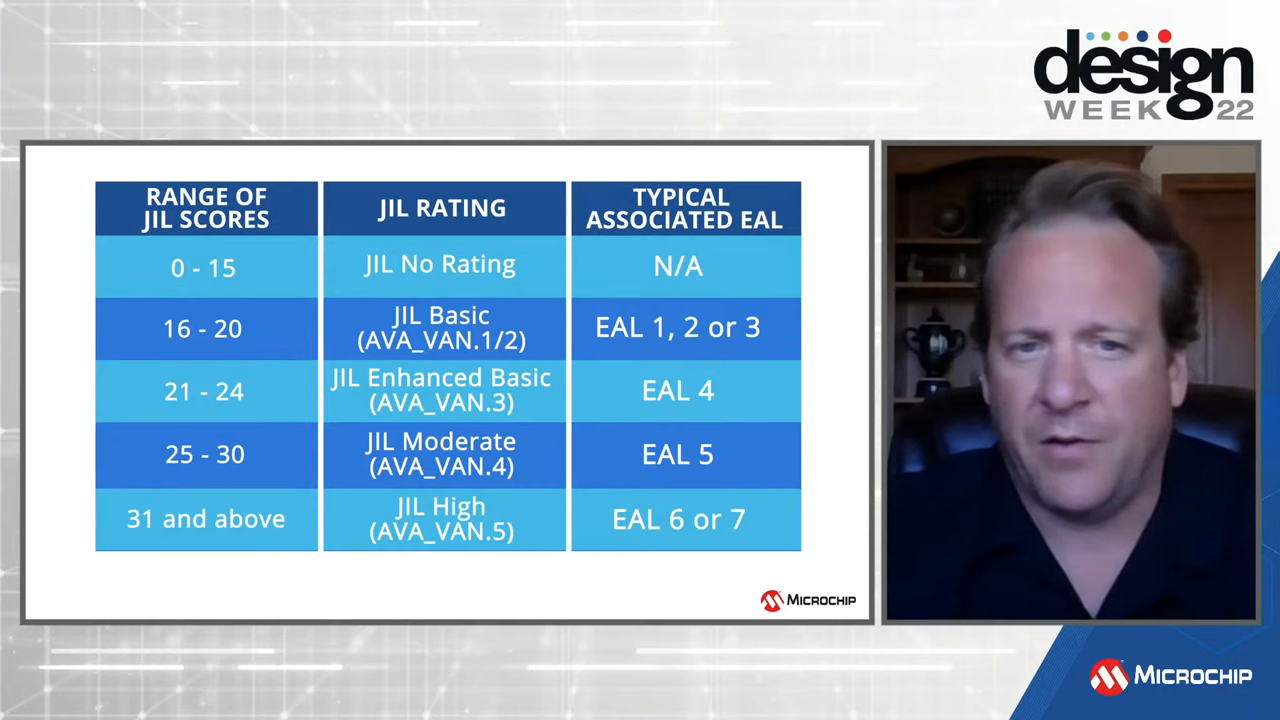 design
WEEK 22
RANGE OF
JIL SCORES
JIL RATING
TYPICAL
ASSOCIATED EAL
0 - 15
JIL No Rating
N/A
16 - 20
JIL Basic
(AVA_VAN.1/2)
EAL 1, 2 or 3
21 - 24
JIL Enhanced Basic
(AVA_VAN.3)
EAL 4
25 - 30
JIL Moderate
(AVA_VAN.4)
EAL 5
31 and above
JIL High
(AVA_VAN.5)
EAL 6 or 7
MICROCHIP
MICROCHIP